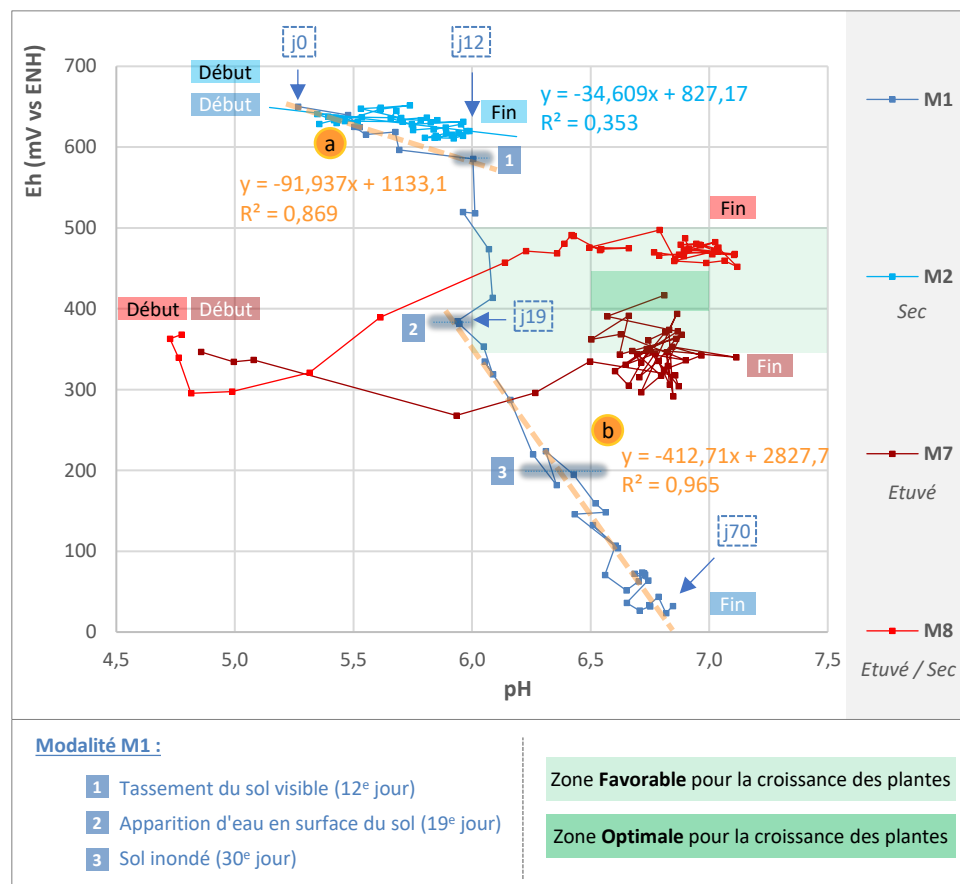 j0
j12
Eh (mV vs ENH)
700
600
500
400
300
200
100
0
Début
Début
Fin
y = -34,609x + 827,17
R² = 0,353
a
1
y = -91,937x + 1133,1
R² = 0,869
Fin
Début
Début
2
j19
Fin
b
y = -412,71x + 2827,7
R² = 0,965
3
j70
Fin
4,5
5,0
5,5
6,0
6,5
7,0
7,5
pH
M1
M2
Sec
M7
Etuvé
M8
Etuvé / Sec
Modalité M1 :
1 Tassement du sol visible (12e jour)
2 Apparition d'eau en surface du sol (19e jour)
3 Sol inondé (30e jour)
Zone Favorable pour la croissance des plantes
Zone Optimale pour la croissance des plantes